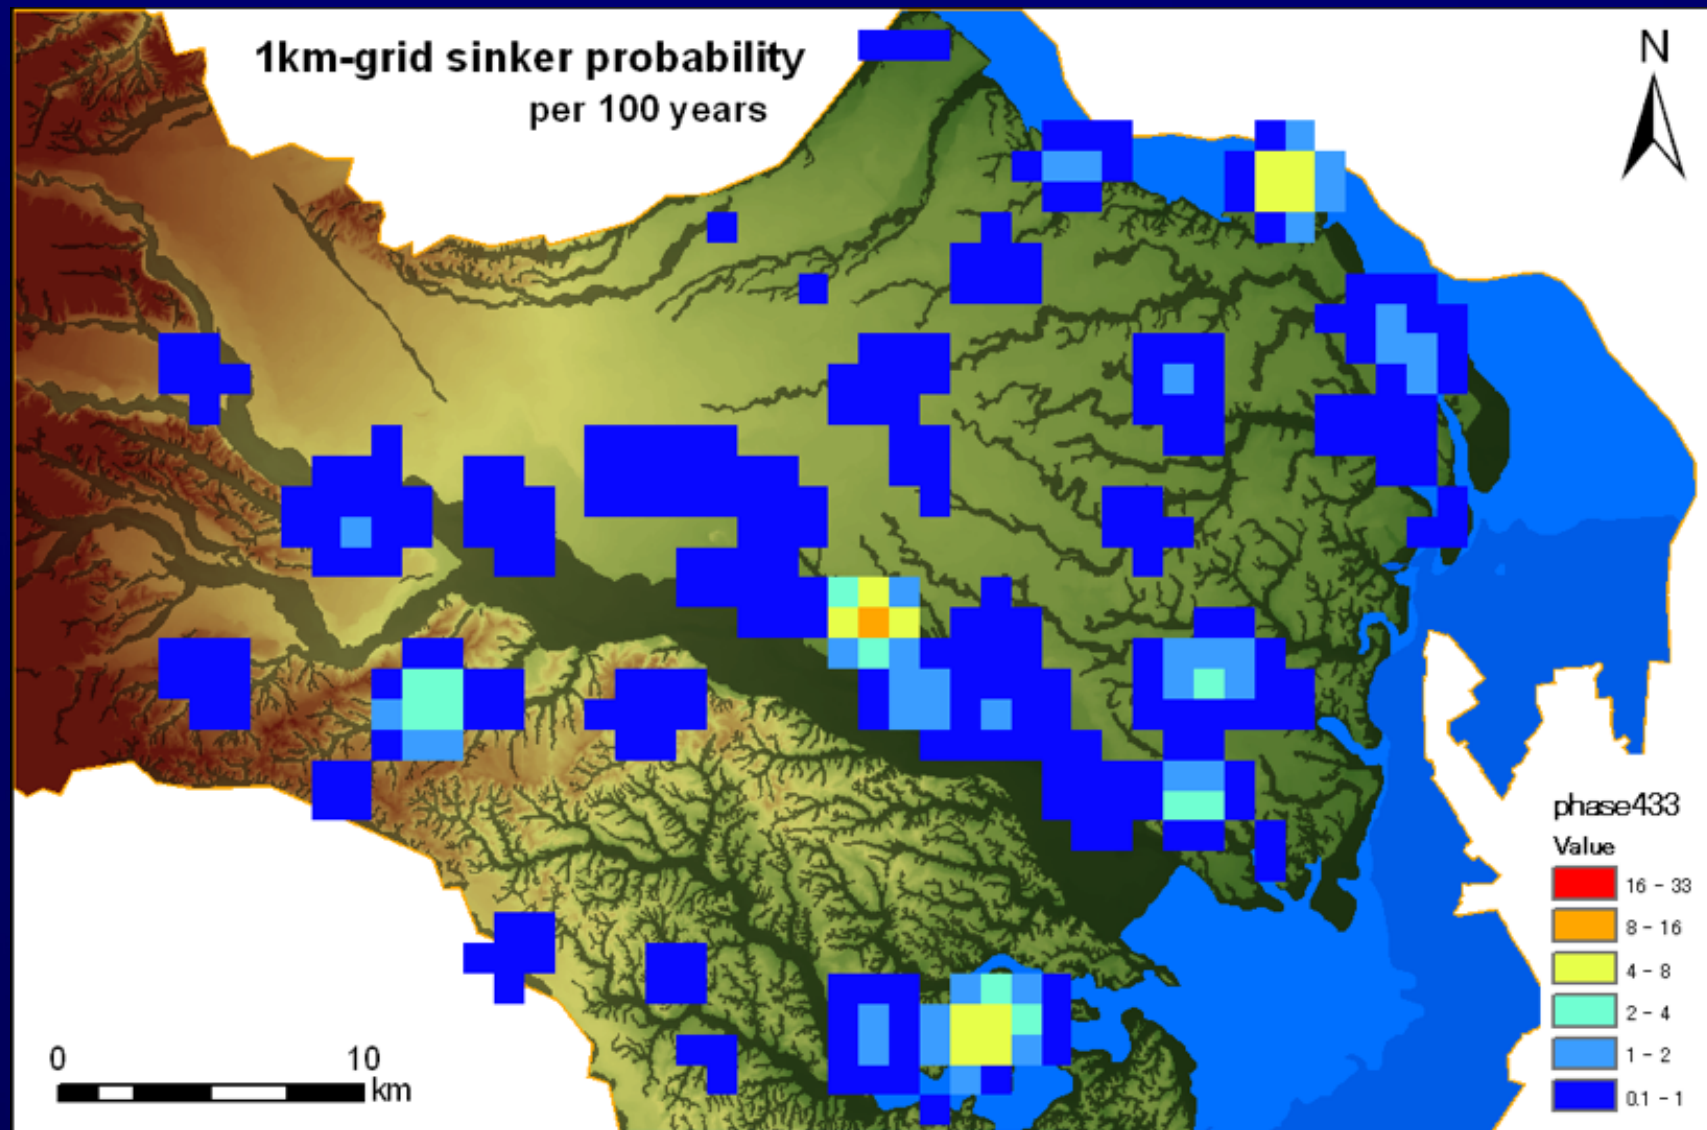 1km-grid sinker probability
per 100 years
N
phase433
Value
16 - 33
8 - 16
4 - 8
2 - 4
1 - 2
0.1 - 1
0 10
km